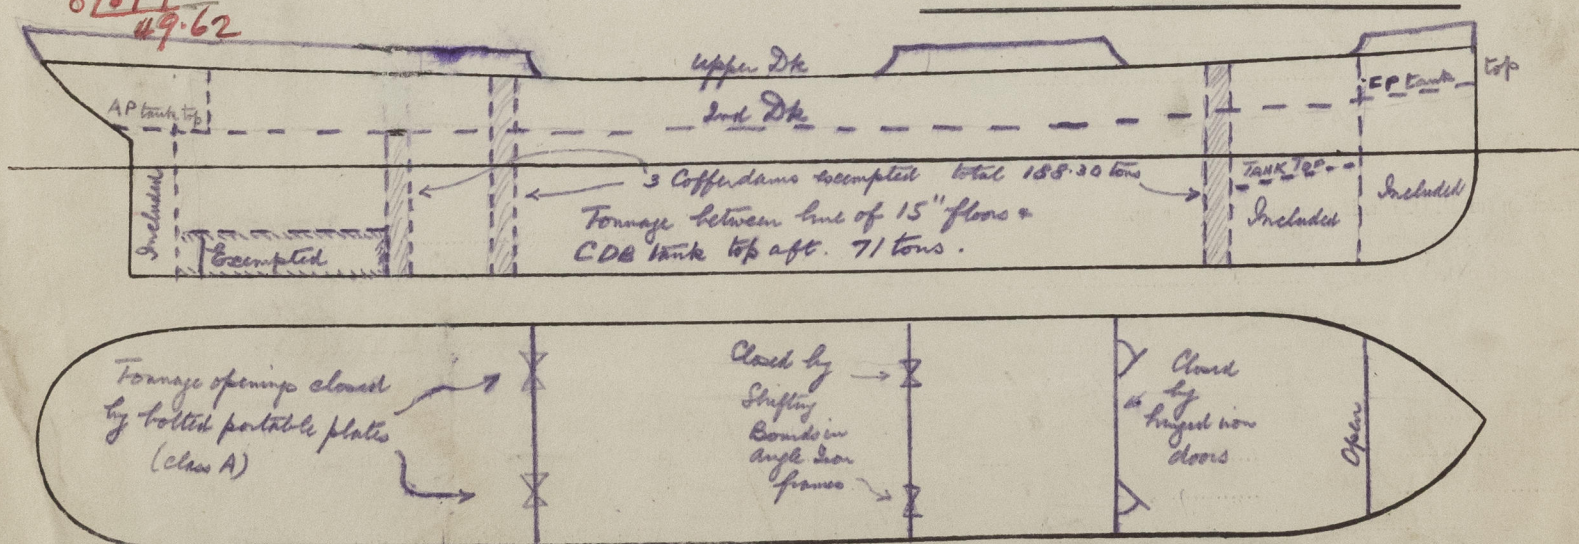 49.62
Upper Dk
top
FP tank
AP tank top
2nd Dk
3 Cofferdams exempted total 188.30 tons
TANK TOP
Included
Included
Included
Tonnage between line of 15" floors &
CDB tank top aft. 71 tons.
Exempted
Tonnage openings closed
by bolted portable plates
(Class A)
Closed by
Shifting
Boards in
Angle Iron
frames
Closed
by
hinged iron
doors
Open